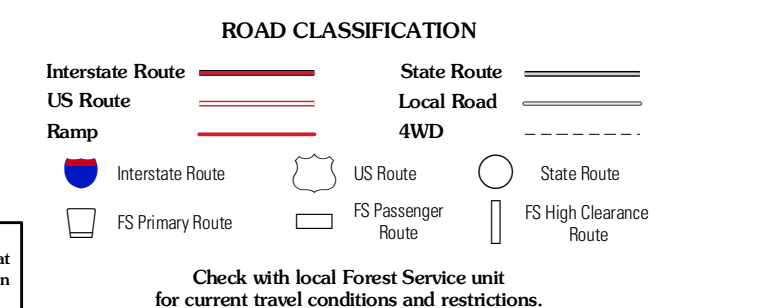 ROAD CLASSIFICATION
Interstate Route
State Route
US Route
Local Road
Ramp
4WD
Interstate Route
US Route
State Route
FS Primary Route
FS Passenger
Route
FS High Clearance
Route
at
n
Check with local Forest Service unit
for current travel conditions and restrictions.